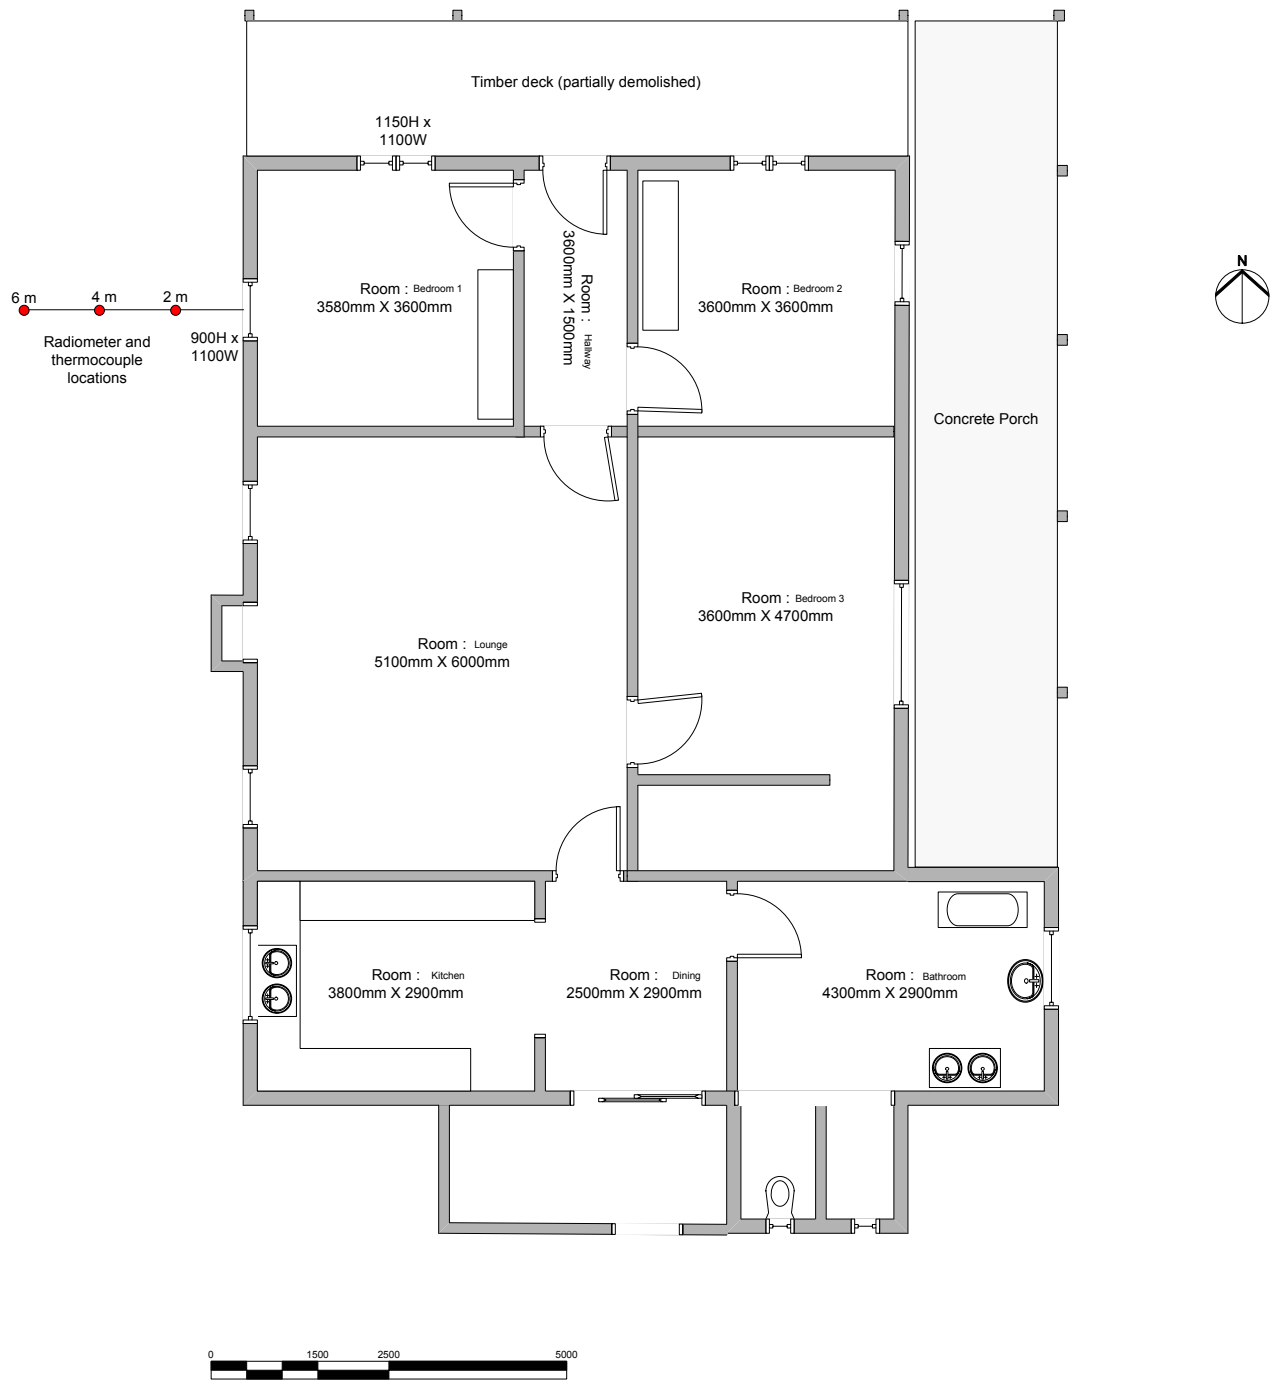 Timber deck (partially demolished)
1150H x
1100W
N
Room : Bedroom 1
3580mm X 3600mm
Room : Hallway
3600mm X 1500mm
Room : Bedroom 2
3600mm X 3600mm
6 m
4 m
2 m
Radiometer and
thermocouple
locations
900H x
1100W
Concrete Porch
Room : Bedroom 3
3600mm X 4700mm
Room : Lounge
5100mm X 6000mm
Room : Kitchen
3800mm X 2900mm
Room : Dining
2500mm X 2900mm
Room : Bathroom
4300mm X 2900mm
0 1500 2500 5000